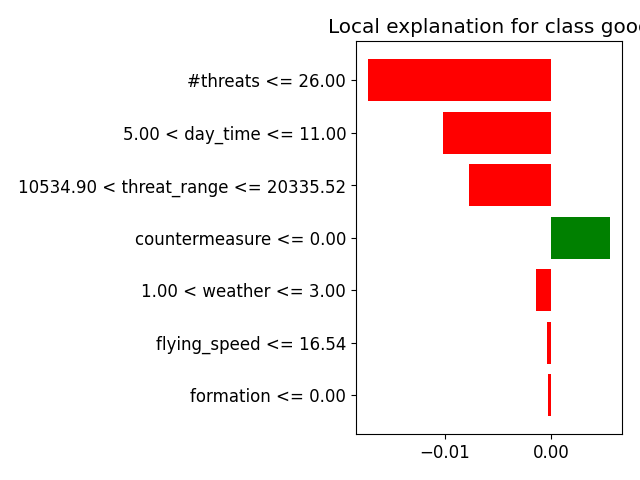 Local explanation for class goo
#threats <= 26.00
5.00 < day_time <= 11.00
10534.90 < threat_range <= 20335.52
countermeasure <= 0.00
1.00 < weather <= 3.00
flying_speed <= 16.54
formation <= 0.00
−0.01 0.00